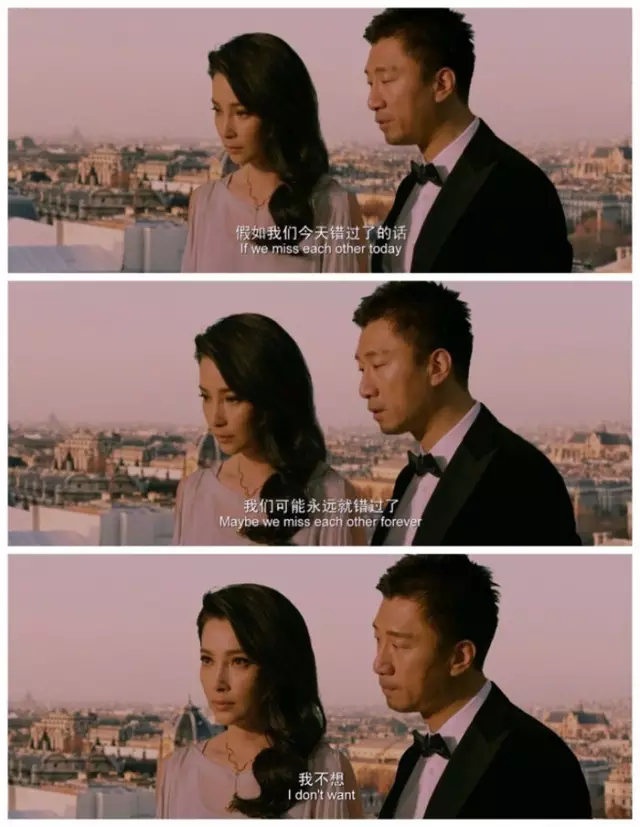 假如我们今天错过了的话
If we miss each other today
我们可能永远就错过了
Maybe we miss each other forever
我不想
I don't want